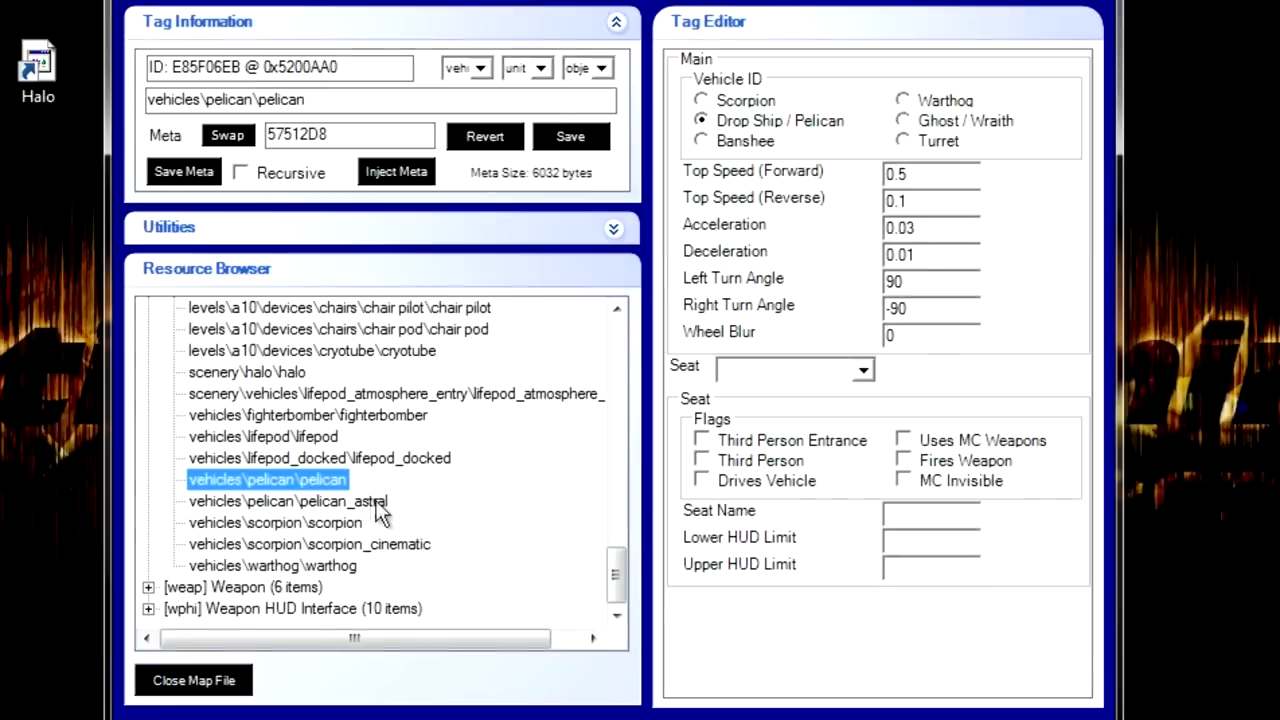 Halo
Tag Information
ID: E85F06EB @ 0x5200AA0
vehi
unit
obje
vehicles\pelican\pelican
Meta
Swap
57512D8
Revert
Save
Save Meta
Recursive
Inject Meta
Meta Size: 6032 bytes
Utilities
Resource Browser
levels\a10\devices\chairs\chair pilot\chair pilot
levels\a10\devices\chairs\chair pod\chair pod
levels\a10\devices\cryotube\cryotube
scenery\halo\halo
scenery\vehicles\lifepod_atmosphere_entry\lifepod_atmosphere_
vehicles\fighterbomber\fighterbomber
vehicles\lifepod\lifepod
vehicles\lifepod_docked\lifepod_docked
vehicles\pelican\pelican
vehicles\pelican\pelican_astral
vehicles\scorpion\scorpion
vehicles\scorpion\scorpion_cinematic
vehicles\warthog\warthog
[weap] Weapon (6 items)
[wphi] Weapon HUD Interface (10 items)
Close Map File
Tag Editor
Main
Vehicle ID
Scorpion
Warthog
Drop Ship / Pelican
Ghost / Wraith
Banshee
Turret
Top Speed (Forward) 0.5
Top Speed (Reverse) 0.1
Acceleration 0.03
Deceleration 0.01
Left Turn Angle 90
Right Turn Angle -90
Wheel Blur 0
Seat
Seat
Flags
Third Person Entrance
Uses MC Weapons
Third Person
Fires Weapon
Drives Vehicle
MC Invisible
Seat Name
Lower HUD Limit
Upper HUD Limit